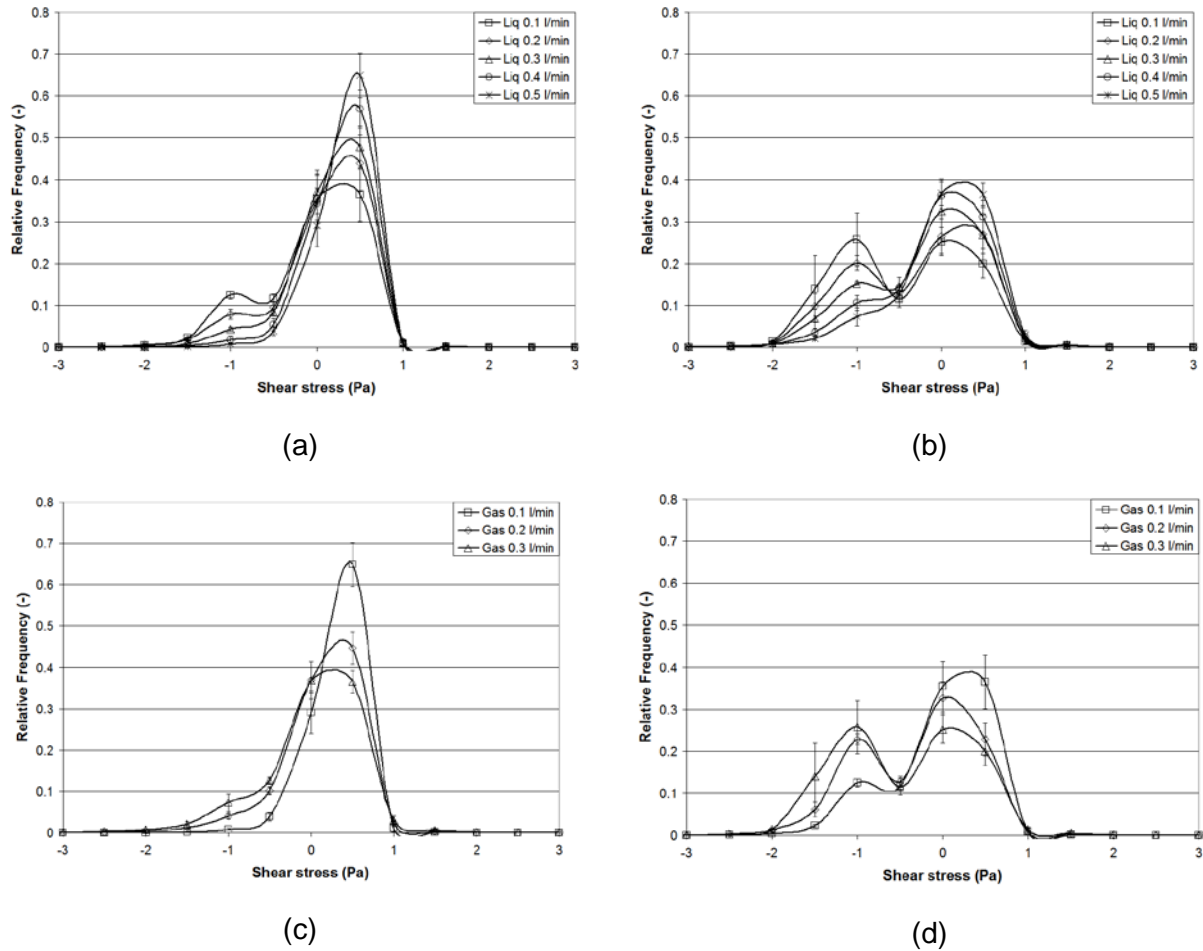 0.8
0.7
0.6
0.5
0.4
0.3
0.2
0.1
0
Relative Frequency (-)
-3 -2 -1 0 1 2 3
Shear stress (Pa)
Liq 0.1 l/min
Liq 0.2 l/min
Liq 0.3 l/min
Liq 0.4 l/min
Liq 0.5 l/min
(a)
0.8
0.7
0.6
0.5
0.4
0.3
0.2
0.1
0
Relative Frequency (-)
-3 -2 -1 0 1 2 3
Shear stress (Pa)
Liq 0.1 l/min
Liq 0.2 l/min
Liq 0.3 l/min
Liq 0.4 l/min
Liq 0.5 l/min
(b)
0.8
0.7
0.6
0.5
0.4
0.3
0.2
0.1
0
Relative Frequency (-)
-3 -2 -1 0 1 2 3
Shear stress (Pa)
Gas 0.1 l/min
Gas 0.2 l/min
Gas 0.3 l/min
(c)
0.8
0.7
0.6
0.5
0.4
0.3
0.2
0.1
0
Relative Frequency (-)
-3 -2 -1 0 1 2 3
Shear stress (Pa)
Gas 0.1 l/min
Gas 0.2 l/min
Gas 0.3 l/min
(d)